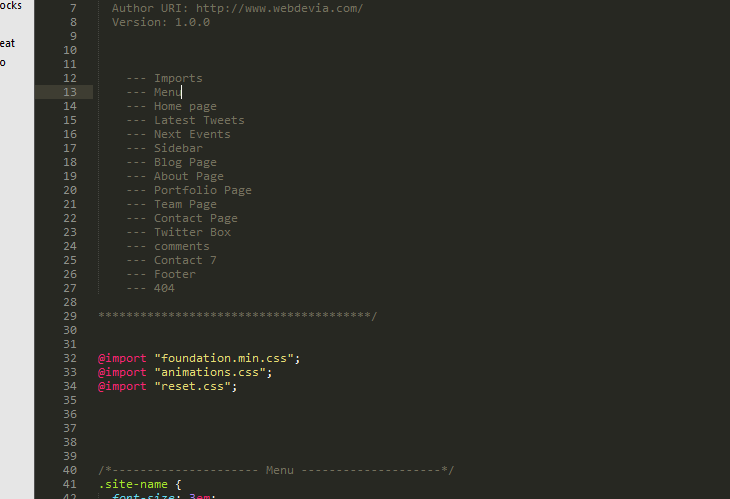 ocks
eat
o
7 Author URI: http://www.webdevia.com/
8 Version: 1.0.0
9
10
11
12 --- Imports
13 --- Menu
14 --- Home page
15 --- Latest Tweets
16 --- Next Events
17 --- Sidebar
18 --- Blog Page
19 --- About Page
20 --- Portfolio Page
21 --- Team Page
22 --- Contact Page
23 --- Twitter Box
24 --- comments
25 --- Contact 7
26 --- Footer
27 --- 404
28
29 ***************************************/
30
31
32 @import "foundation.min.css";
33 @import "animations.css";
34 @import "reset.css";
35
36
37
38
39
40 /*--------------------- Menu --------------------*/
41 .site-name {
42 font-size: 3em;